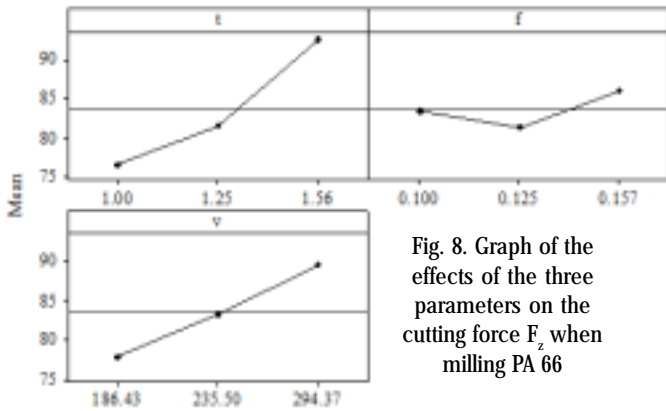 t f
90
85
80
75
1.00 1.25 1.56 0.100 0.125 0.157
Mean
v
90
85
80
75
186.43 235.50 294.37
Fig. 8. Graph of the
effects of the three
parameters on the
cutting force Fz when
milling PA 66